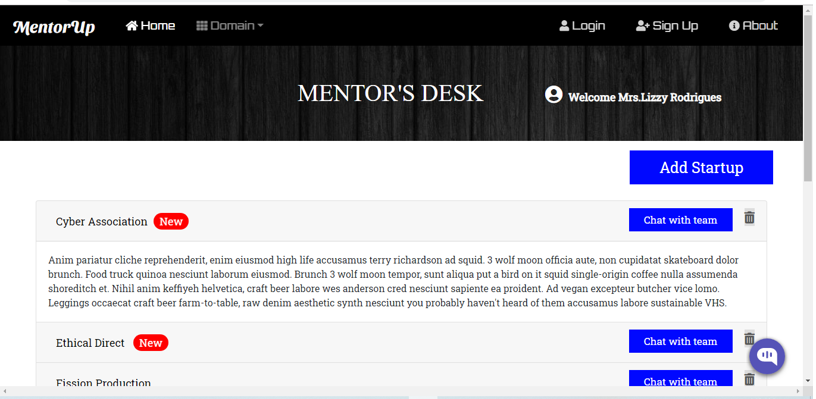 MentorUp Home Domain Login Sign Up About
MENTOR'S DESK
Welcome Mrs.Lizzy Rodrigues
Add Startup
Cyber Association New Chat with team
Anim pariatur cliche reprehenderit, enim eiusmod high life accusamus terry richardson ad squid. 3 wolf moon officia aute, non cupidatat skateboard dolor
brunch. Food truck quinoa nesciunt laborum eiusmod. Brunch 3 wolf moon tempor, sunt aliqua put a bird on it squid single-origin coffee nulla assumenda
shoreditch et. Nihil anim keffiyeh helvetica, craft beer labore wes anderson cred nesciunt sapiente ea proident. Ad vegan excepteur butcher vice lomo.
Leggings occaecat craft beer farm-to-table, raw denim aesthetic synth nesciunt you probably haven't heard of them accusamus labore sustainable VHS.
Ethical Direct New Chat with team
Fission Production Chat with team